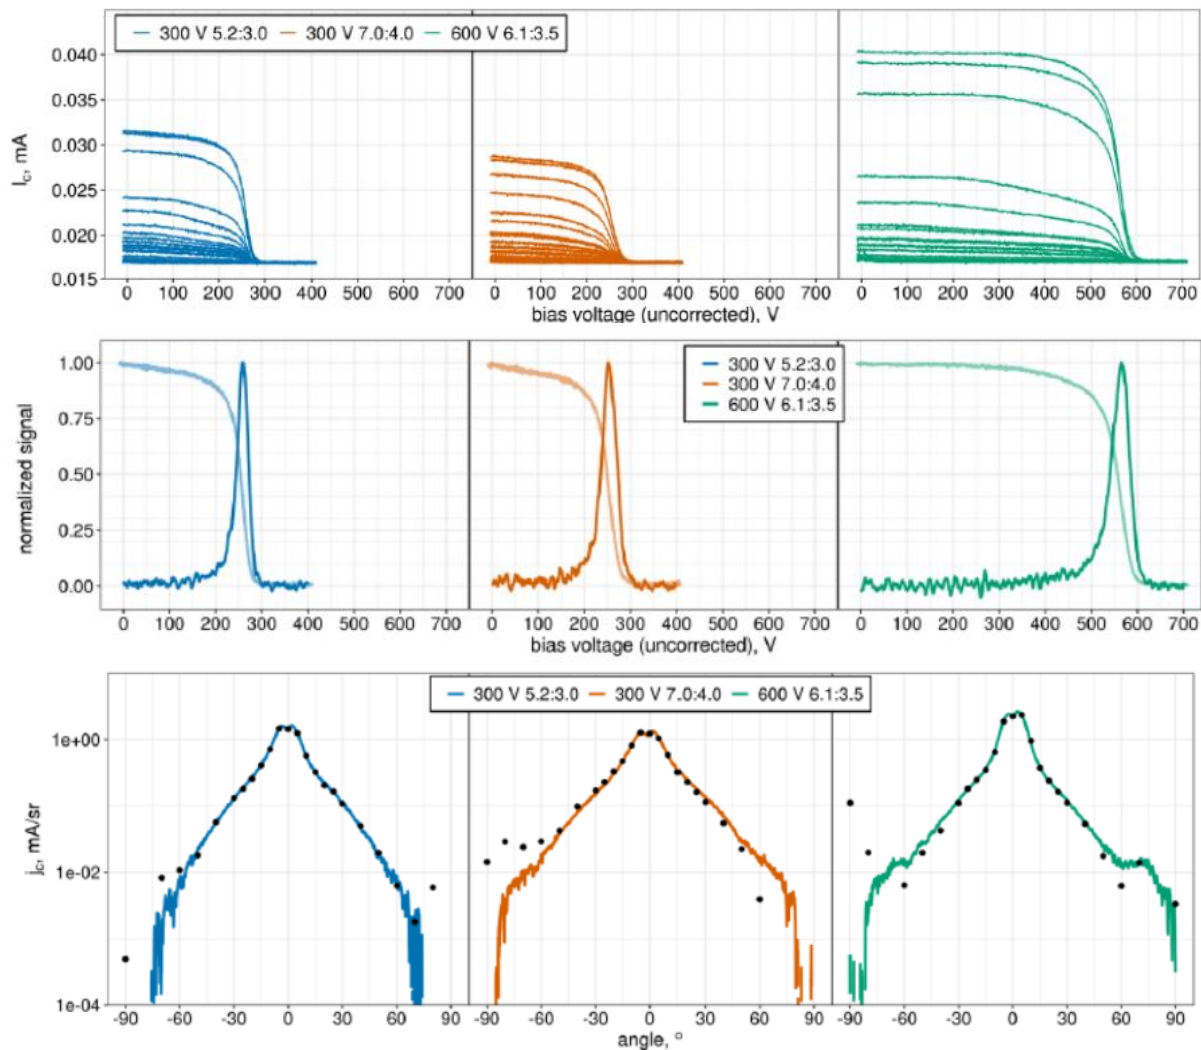 300 V 5.2:3.0 300 V 7.0:4.0 600 V 6.1:3.5
0.040
0.035
0.030
0.025
0.020
0.015
I_c, mA
0 100 200 300 400 500 600 700 0 100 200 300 400 500 600 700 0 100 200 300 400 500 600 700
bias voltage (uncorrected), V
300 V 5.2:3.0
300 V 7.0:4.0
600 V 6.1:3.5
1.00
0.75
0.50
0.25
0.00
normalized signal
0 100 200 300 400 500 600 700 0 100 200 300 400 500 600 700 0 100 200 300 400 500 600 700
bias voltage (uncorrected), V
300 V 5.2:3.0 300 V 7.0:4.0 600 V 6.1:3.5
1e+00
1e-02
1e-04
j_c, mA/sr
-90 -60 -30 0 30 60 90 -90 -60 -30 0 30 60 90 -90 -60 -30 0 30 60 90
angle, °